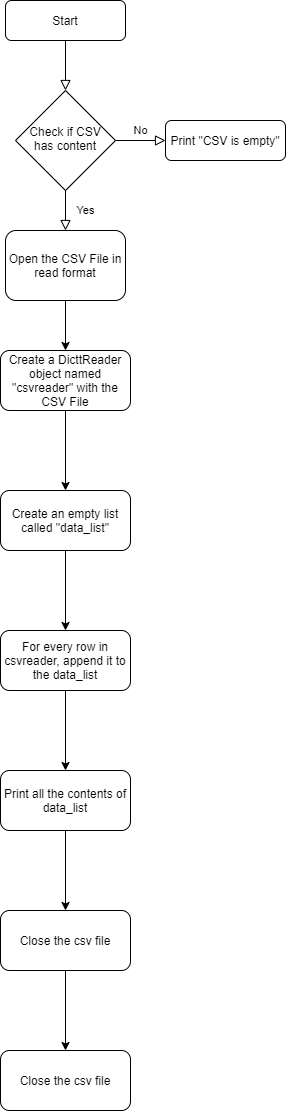 Start
Check if CSV
has content
No
Print "CSV is empty"
Yes
Open the CSV File in
read format
Create a DicttReader
object named
"csvreader" with the
CSV File
Create an empty list
called "data_list"
For every row in
csvreader, append it to
the data_list
Print all the contents of
data_list
Close the csv file
Close the csv file